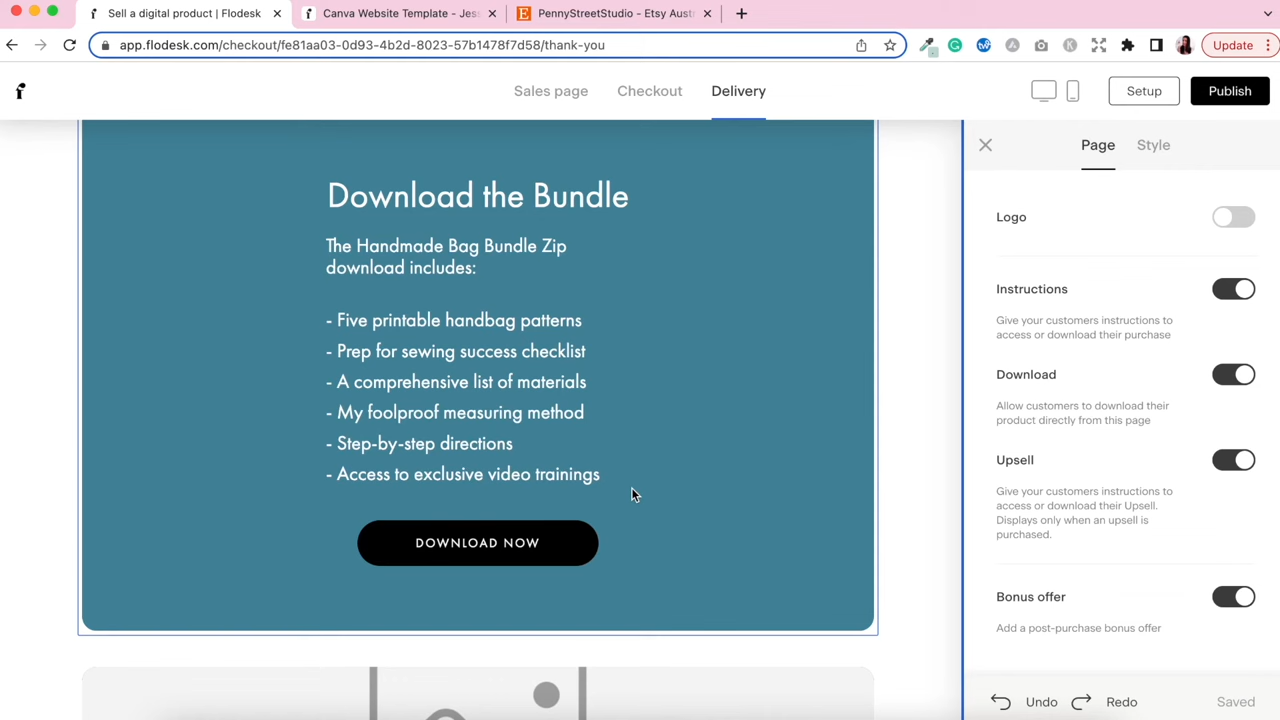 Sell a digital product | Flodesk
Canva Website Template - Jes
PennyStreetStudio - Etsy Aust
app.flodesk.com/checkout/fe81aa03-0d93-4b2d-8023-57b1478f7d58/thank-you
Update
Sales page
Checkout
Delivery
Setup
Publish
Download the Bundle
The Handmade Bag Bundle Zip
download includes:
- Five printable handbag patterns
- Prep for sewing success checklist
- A comprehensive list of materials
- My foolproof measuring method
- Step-by-step directions
- Access to exclusive video trainings
DOWNLOAD NOW
Page
Style
Logo
Instructions
Give your customers instructions to
access or download their purchase
Download
Allow customers to download their
product directly from this page
Upsell
Give your customers instructions to
access or download their Upsell.
Displays only when an upsell is
purchased.
Bonus offer
Add a post-purchase bonus offer
Undo
Redo
Saved